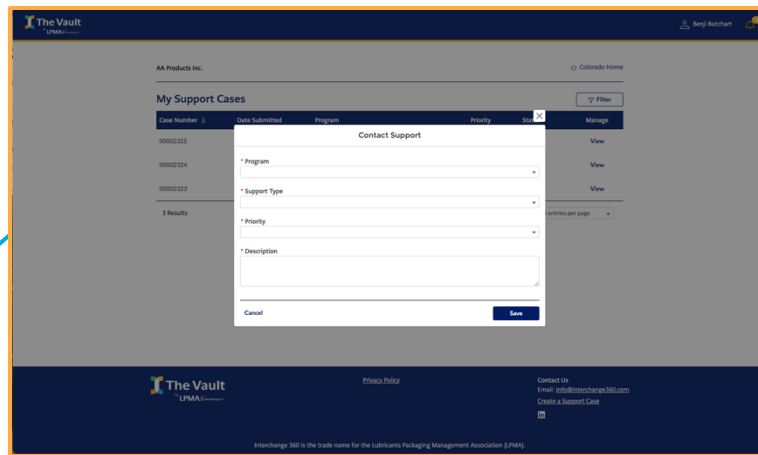 The Vault
LPMA
Benji Butchart
AA Products Inc.
Colorado Home
My Support Cases
Filter
Case Number
Date Submitted
Program
Priority
Stat
Manage
Contact Support
00002325
View
* Program
00002324
View
* Support Type
00002323
View
3 Results
entries per page
* Priority
* Description
Cancel
Save
The Vault
LPMA
Privacy Policy
Contact Us
Email: info@interchange360.com
Create a Support Case
Interchange 360 is the trade name for the Lubricants Packaging Management Association (LPMA).